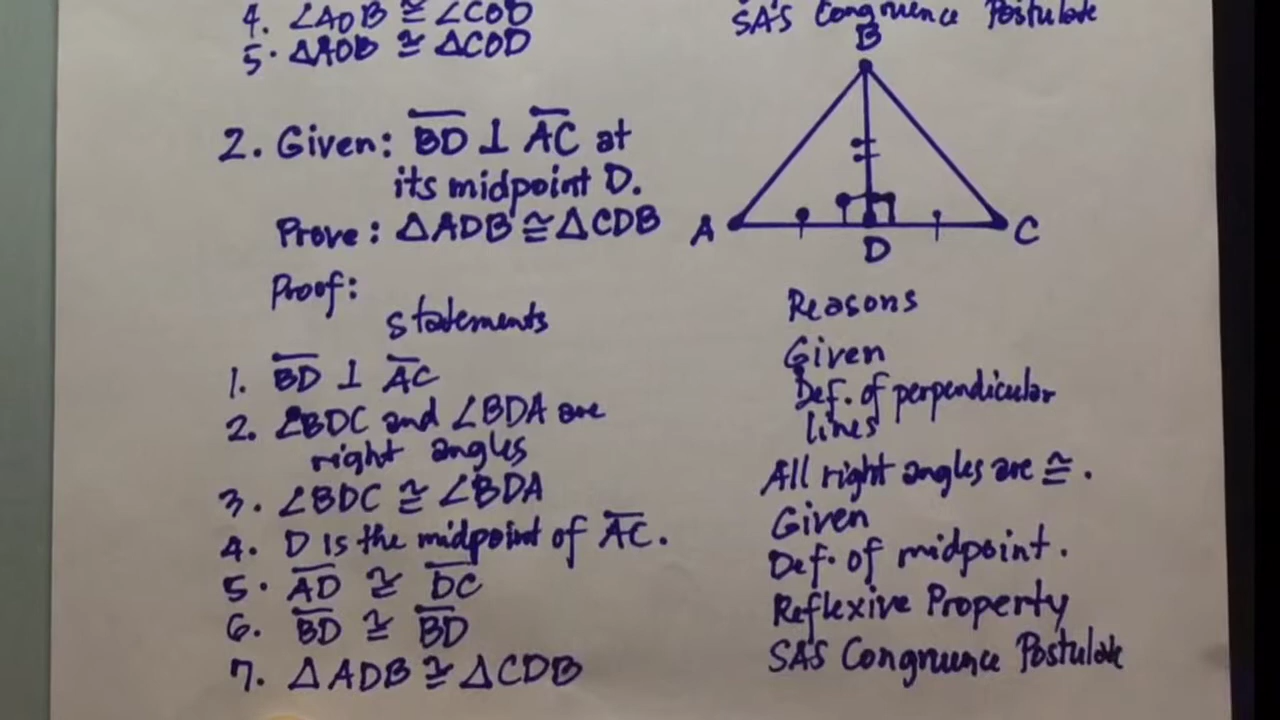 4. ∠AOB ≅ ∠COD
SAS Congruence Postulate
5. △AOB ≅ △COD
B
2. Given: BD ⊥ AC at
its midpoint D.
Prove: △ADB ≅ △CDB
A
C
D
Proof:
statements
Reasons
1. BD ⊥ AC
Given
2. ∠BDC and ∠BDA are
right angles
Def. of perpendicular
lines
3. ∠BDC ≅ ∠BDA
All right angles are ≅.
4. D is the midpoint of AC.
Given
5. AD ≅ DC
Def. of midpoint.
6. BD ≅ BD
Reflexive Property
7. △ADB ≅ △CDB
SAS Congruence Postulate